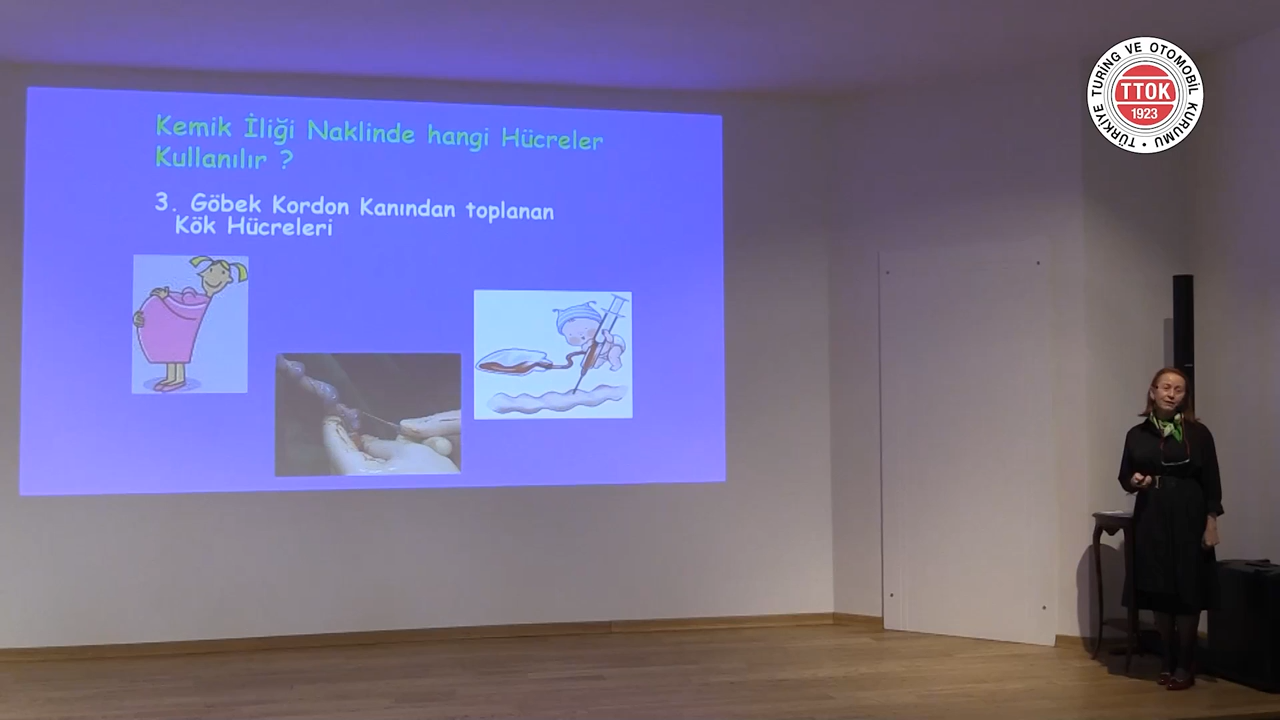 Kemik İliği Naklinde hangi Hücreler
Kullanılır ?
3. Göbek Kordon Kanından toplanan
Kök Hücreleri
TÜRKİYE TURİNG VE OTOMOBİL KURUMU
TTOK
1923